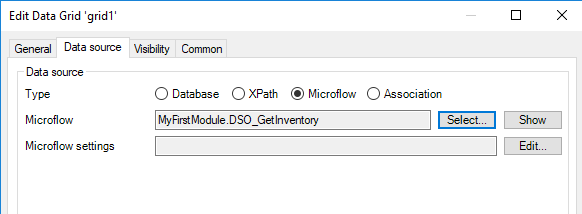 Edit Data Grid 'grid1'
General Data source Visibility Common
Data source
Type Database XPath Microflow Association
Microflow MyFirstModule.DSO_GetInventory Select... Show
Microflow settings Edit...